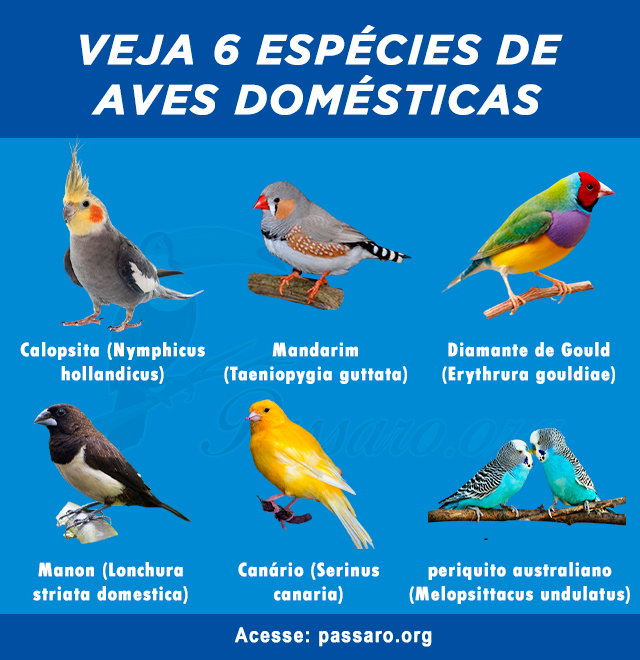 VEJA 6 ESPÉCIES DE
AVES DOMÉSTICAS
Calopsita (Nymphicus
hollandicus)
Mandarim
(Taeniopygia guttata)
Diamante de Gould
(Erythrura gouldiae)
Passaro.org
Manon (Lonchura
striata domestica)
Canário (Serinus
canaria)
periquito australiano
(Melopsittacus undulatus)
Acesse: passaro.org